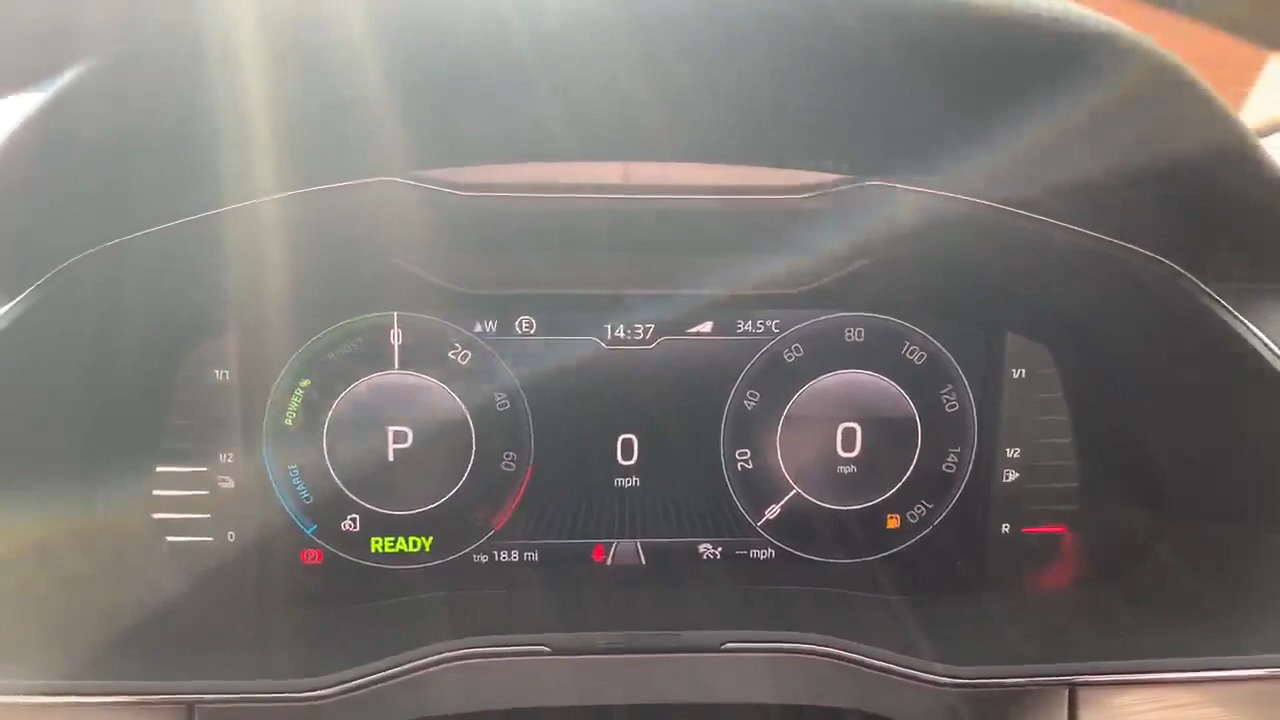 W E 14:37 34.5°C
1/1
1/2
0
BOOST
POWER %
CHARGE
0 20 40 60
P
READY
P
trip 18.8 mi
0
mph
---mph
0 20 40 60 80 100 120 140 160
0
mph
1/1
1/2
R